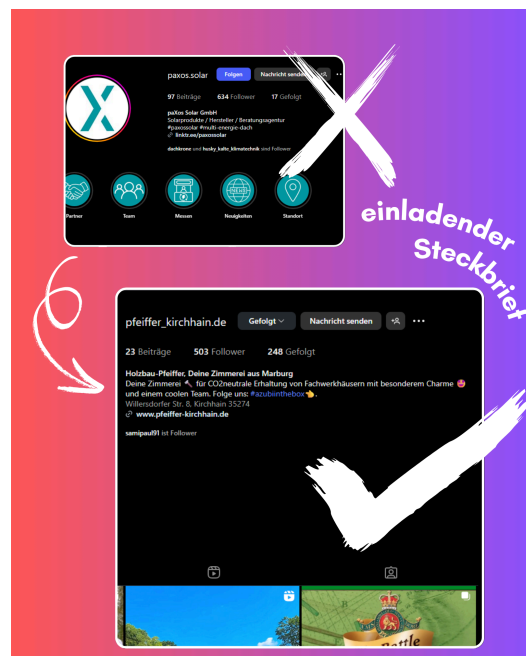 paxos.solar Folgen Nachricht senden
97 Beiträge 634 Follower 17 Gefolgt
paXos Solar GmbH
Solarprodukte / Hersteller / Beratungsagentur
#paxossolar #multi-energie-dach
linktr.ee/paxossolar
dachkrone und husky_kalte_klimatechnik sind Follower
NEW
Partner Team Messen Neuigkeiten Standort
einladender
Steckbrief
pfeiffer_kirchhain.de Gefolgt Nachricht senden
23 Beiträge 503 Follower 248 Gefolgt
Holzbau-Pfeiffer, Deine Zimmerei aus Marburg
Deine Zimmerei 🔨 für CO2neutrale Erhaltung von Fachwerkhäusern mit besonderem Charme 🤩
und einem coolen Team. Folge uns: #azubiinthebox👈.
Willersdorfer Str. 8, Kirchhain 35274
www.pfeiffer-kirchhain.de
samipaul91 ist Follower